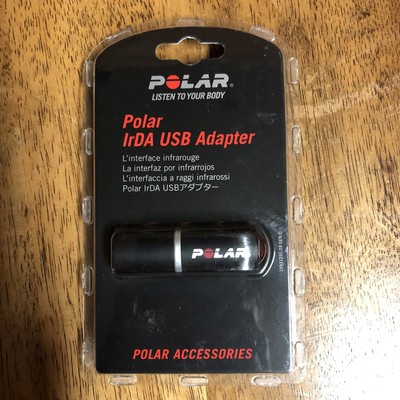 POLAR®
LISTEN TO YOUR BODY
Polar
IrDA USB Adapter
L'interface infrarouge
La interfaz por infrarrojos
L'interfaccia a raggi infrarossi
Polar IrDA USBアダプター
POLAR
POLAR ACCESSORIES